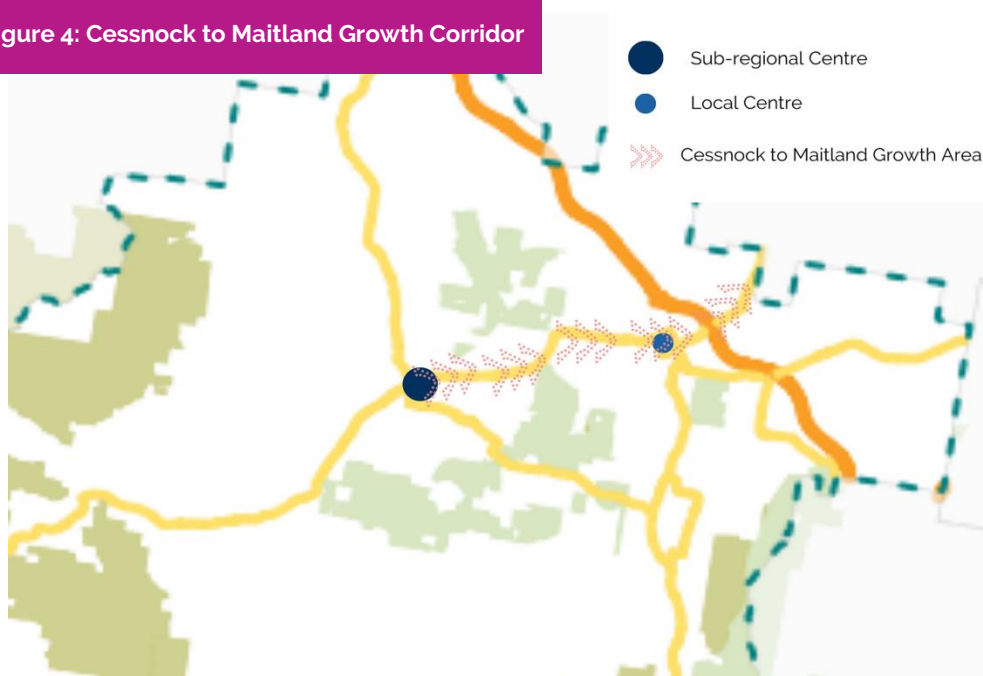 gure 4: Cessnock to Maitland Growth Corridor
Sub-regional Centre
Local Centre
Cessnock to Maitland Growth Area